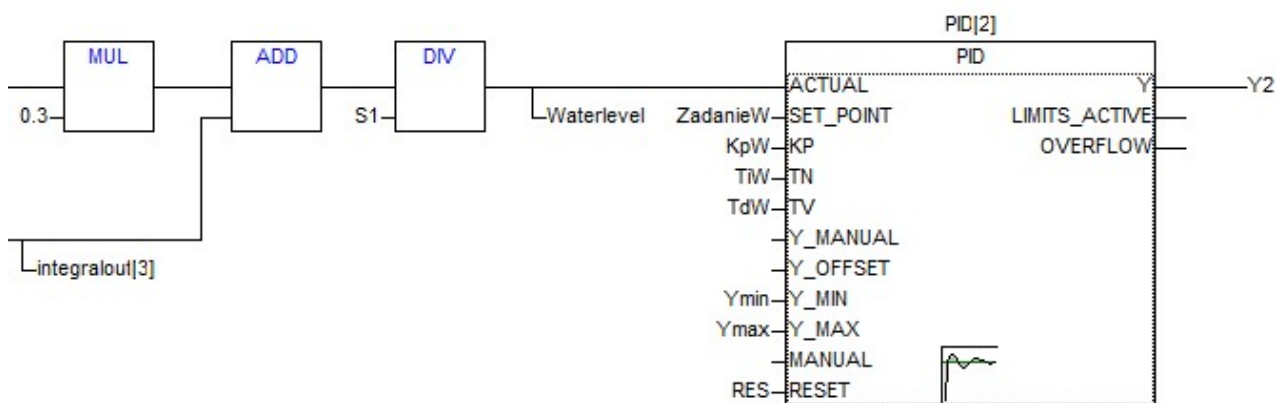 PID[2]
MUL ADD DIV PID
ACTUAL Y Y2
0.3 S1 Waterlevel ZadanieW SET_POINT LIMITS_ACTIVE
KpW KP OVERFLOW
TiW TN
TdW TV
Y_MANUAL
integralout[3] Y_OFFSET
Ymin Y_MIN
Ymax Y_MAX
MANUAL
RES RESET